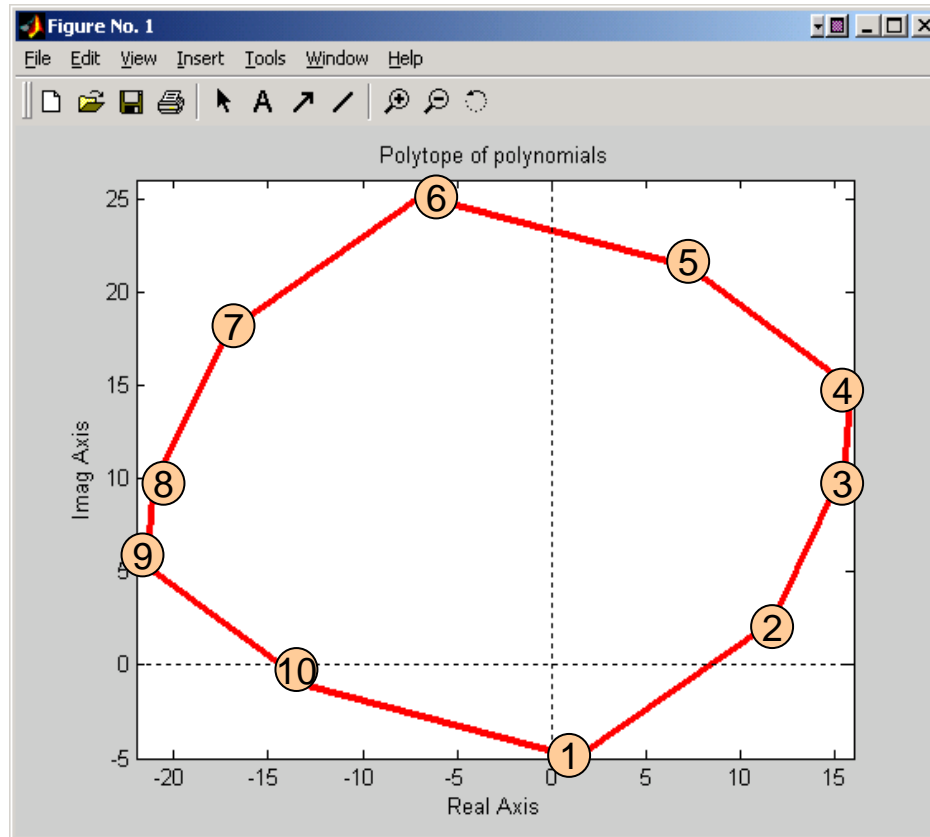 Figure No. 1
File Edit View Insert Tools Window Help
A
Polytope of polynomials
25
20
15
10
5
0
-5
-20 -15 -10 -5 0 5 10 15
Imag Axis
Real Axis
6
5
7
4
8
3
9
2
10
1